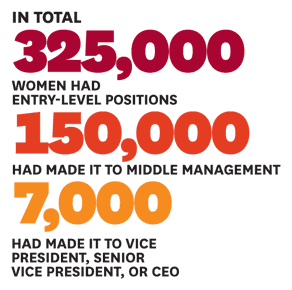 IN TOTAL
325,000
WOMEN HAD
ENTRY-LEVEL POSITIONS
150,000
HAD MADE IT TO MIDDLE MANAGEMENT
7,000
HAD MADE IT TO VICE
PRESIDENT, SENIOR
VICE PRESIDENT, OR CEO